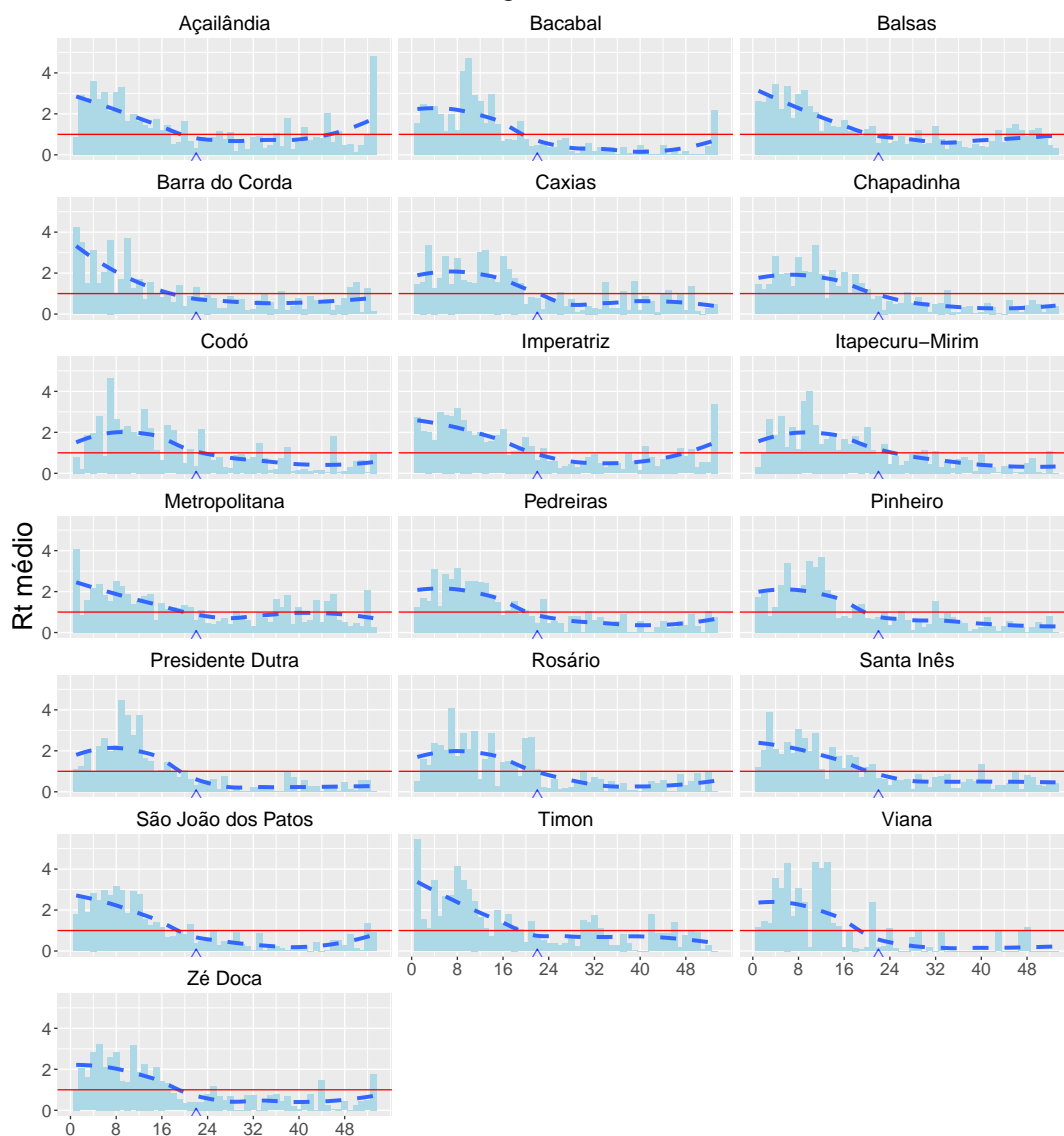 Açailândia Bacabal Balsas
4
2
0
Barra do Corda Caxias Chapadinha
4
2
0
Codó Imperatriz Itapecuru−Mirim
4
2
0
Metropolitana Pedreiras Pinheiro
4
2
0
Rt médio
Presidente Dutra Rosário Santa Inês
4
2
0
São João dos Patos Timon Viana
4
2
0
0 8 16 24 32 40 48 0 8 16 24 32 40 48
Zé Doca
4
2
0
0 8 16 24 32 40 48